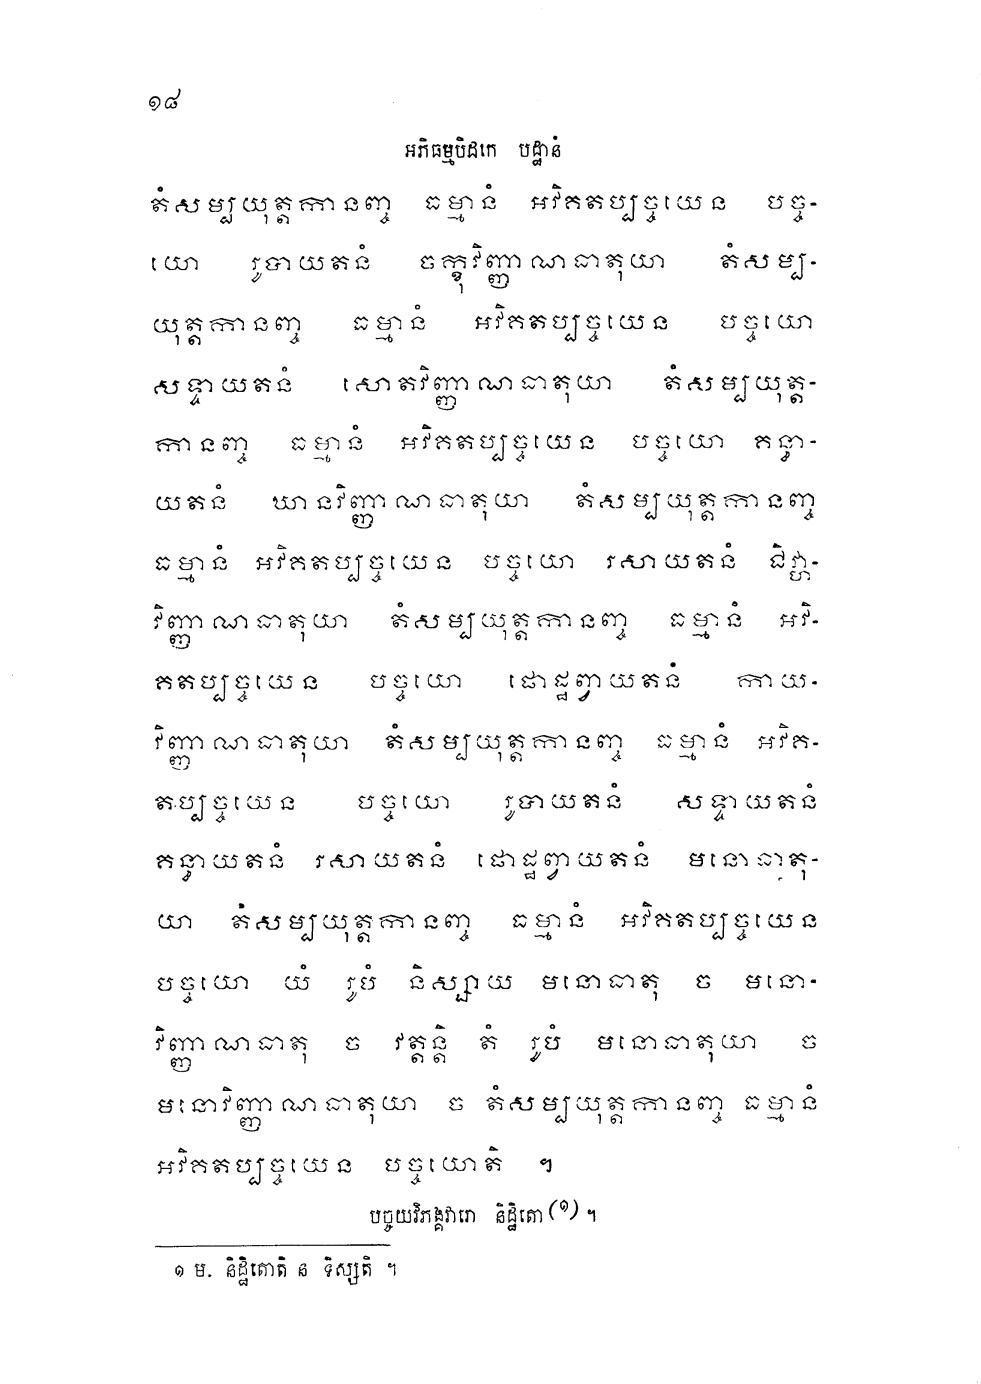 ១៨
អភិធម្មបិដកេ បដ្ឋានំ
តំសម្បយុត្តកានញ្ច ធម្មានំ អវិគតប្បច្ចយេន បច្ច-
យោ រូបាយតនំ ចក្ខុវិញ្ញាណធាតុយា តំសម្ប-
យុត្តកានញ្ច ធម្មានំ អវិគតប្បច្ចយេន បច្ចយោ
សទ្ទាយតនំ សោតវិញ្ញាណធាតុយា តំសម្បយុត្ត-
កានញ្ច ធម្មានំ អវិគតប្បច្ចយេន បច្ចយោ គន្ធា-
យតនំ ឃានវិញ្ញាណធាតុយា តំសម្បយុត្តកានញ្ច
ធម្មានំ អវិគតប្បច្ចយេន បច្ចយោ រសាយតនំ ជិវ្ហា-
វិញ្ញាណធាតុយា តំសម្បយុត្តកានញ្ច ធម្មានំ អវិ-
គតប្បច្ចយេន បច្ចយោ ផោដ្ឋព្វាយតនំ កាយ-
វិញ្ញាណធាតុយា តំសម្បយុត្តកានញ្ច ធម្មានំ អវិគ-
តប្បច្ចយេន បច្ចយោ រូបាយតនំ សទ្ទាយតនំ
គន្ធាយតនំ រសាយតនំ ផោដ្ឋព្វាយតនំ មនោធាតុ-
យា តំសម្បយុត្តកានញ្ច ធម្មានំ អវិគតប្បច្ចយេន
បច្ចយោ យំ រូបំ និស្សាយ មនោធាតុ ច មនោ-
វិញ្ញាណធាតុ ច វត្តន្តិ តំ រូបំ មនោធាតុយា ច
មនោវិញ្ញាណធាតុយា ច តំសម្បយុត្តកានញ្ច ធម្មានំ
អវិគតប្បច្ចយេន បច្ចយោតិ ។
បច្ចយវិភង្គវារោ និដ្ឋិតោ(១) ។
១ ម. និដ្ឋិតោតិ ន ទិស្សតិ ។